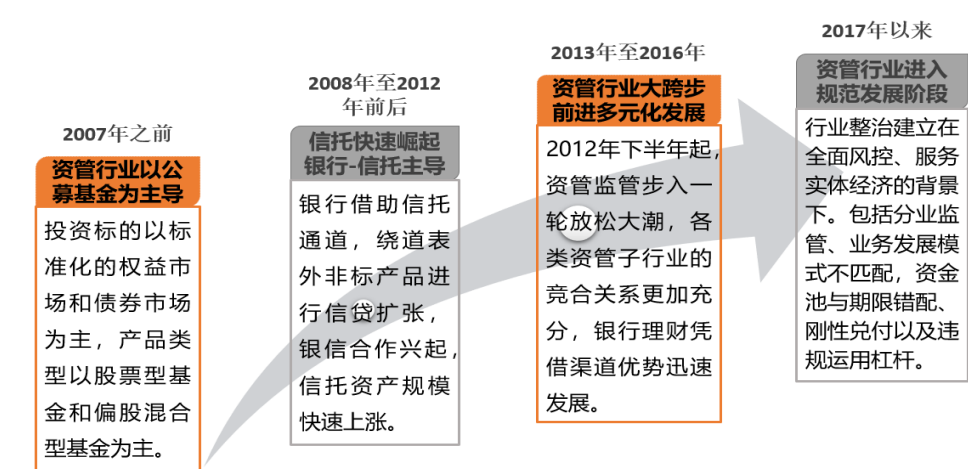 2007年之前
资管行业以公
募基金为主导
投资标的以标
准化的权益市
场和债券市场
为主，产品类
型以股票型基
金和偏股混合
型基金为主。
2008年至2012
年前后
信托快速崛起
银行-信托主导
银行借助信托
通道，绕道表
外非标产品进
行信贷扩张，
银信合作兴起，
信托资产规模
快速上涨。
2013年至2016年
资管行业大跨步
前进多元化发展
2012年下半年起，
资管监管步入一
轮放松大潮，各
类资管子行业的
竞合关系更加充
分，银行理财凭
借渠道优势迅速
发展。
2017年以来
资管行业进入
规范发展阶段
行业整治建立在
全面风控、服务
实体经济的背景
下。包括分业监
管、业务发展模
式不匹配，资金
池与期限错配、
刚性兑付以及违
规运用杠杆。